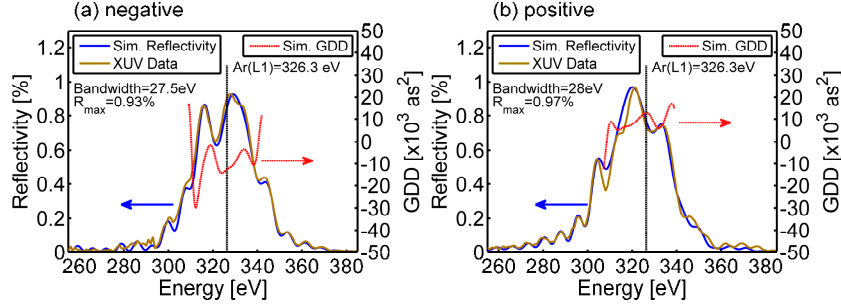 (a) negative
Sim. Reflectivity
XUV Data
Sim. GDD
Ar(L1)=326.3 eV
Bandwidth=27.5eV
R_max=0.93%
Reflectivity [%]
1.2
1
0.8
0.6
0.4
0.2
0
260 280 300 320 340 360 380
Energy [eV]
50
40
30
20
10
0
-10
-20
-30
-40
-50
GDD [x10³ as²]
(b) positive
Sim. Reflectivity
XUV Data
Sim. GDD
Ar(L1)=326.3eV
Bandwidth=28eV
R_max=0.97%
Reflectivity [%]
1.2
1
0.8
0.6
0.4
0.2
0
260 280 300 320 340 360 380
Energy [eV]
50
40
30
20
10
0
-10
-20
-30
-40
-50
GDD [x10³ as²]